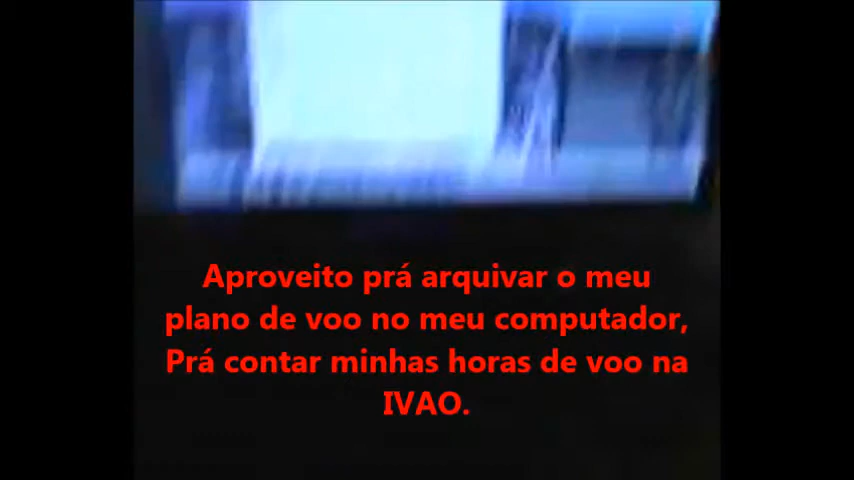 Aproveito prá arquivar o meu
plano de voo no meu computador,
Prá contar minhas horas de voo na
IVAO.